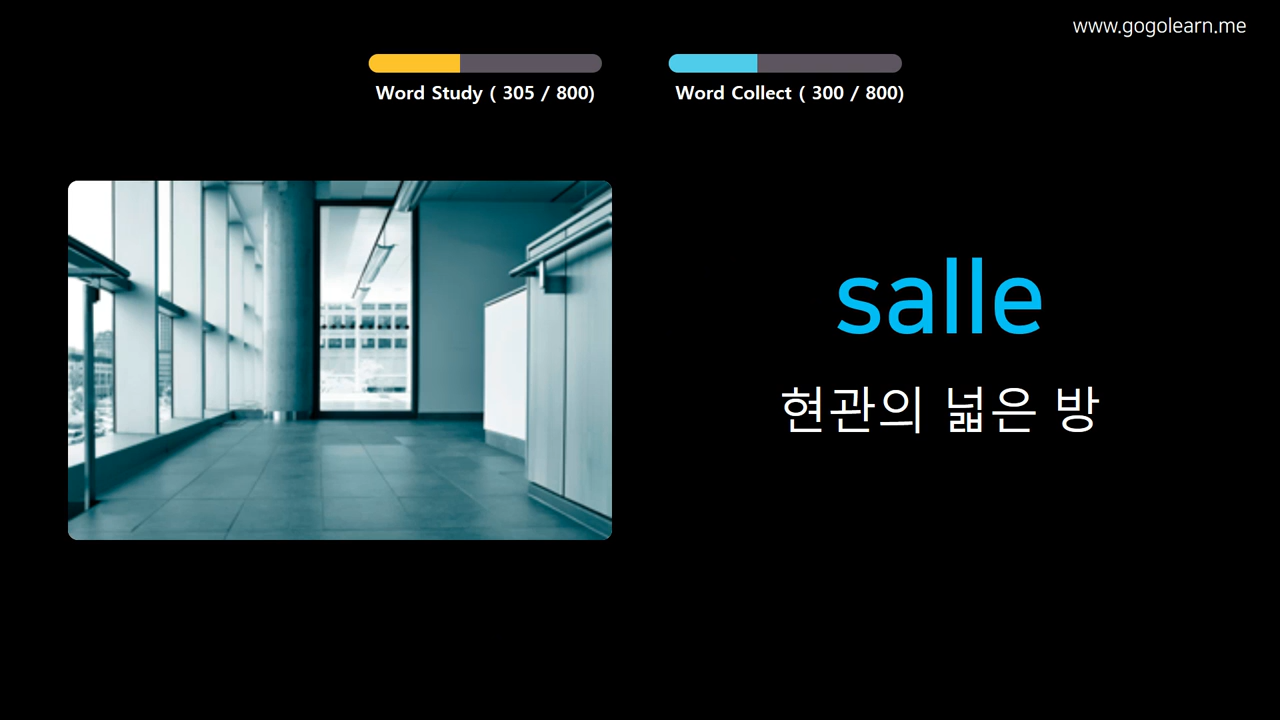 www.gogolearn.me
Word Study ( 305 / 800)
Word Collect ( 300 / 800)
salle
현관의 넓은 방